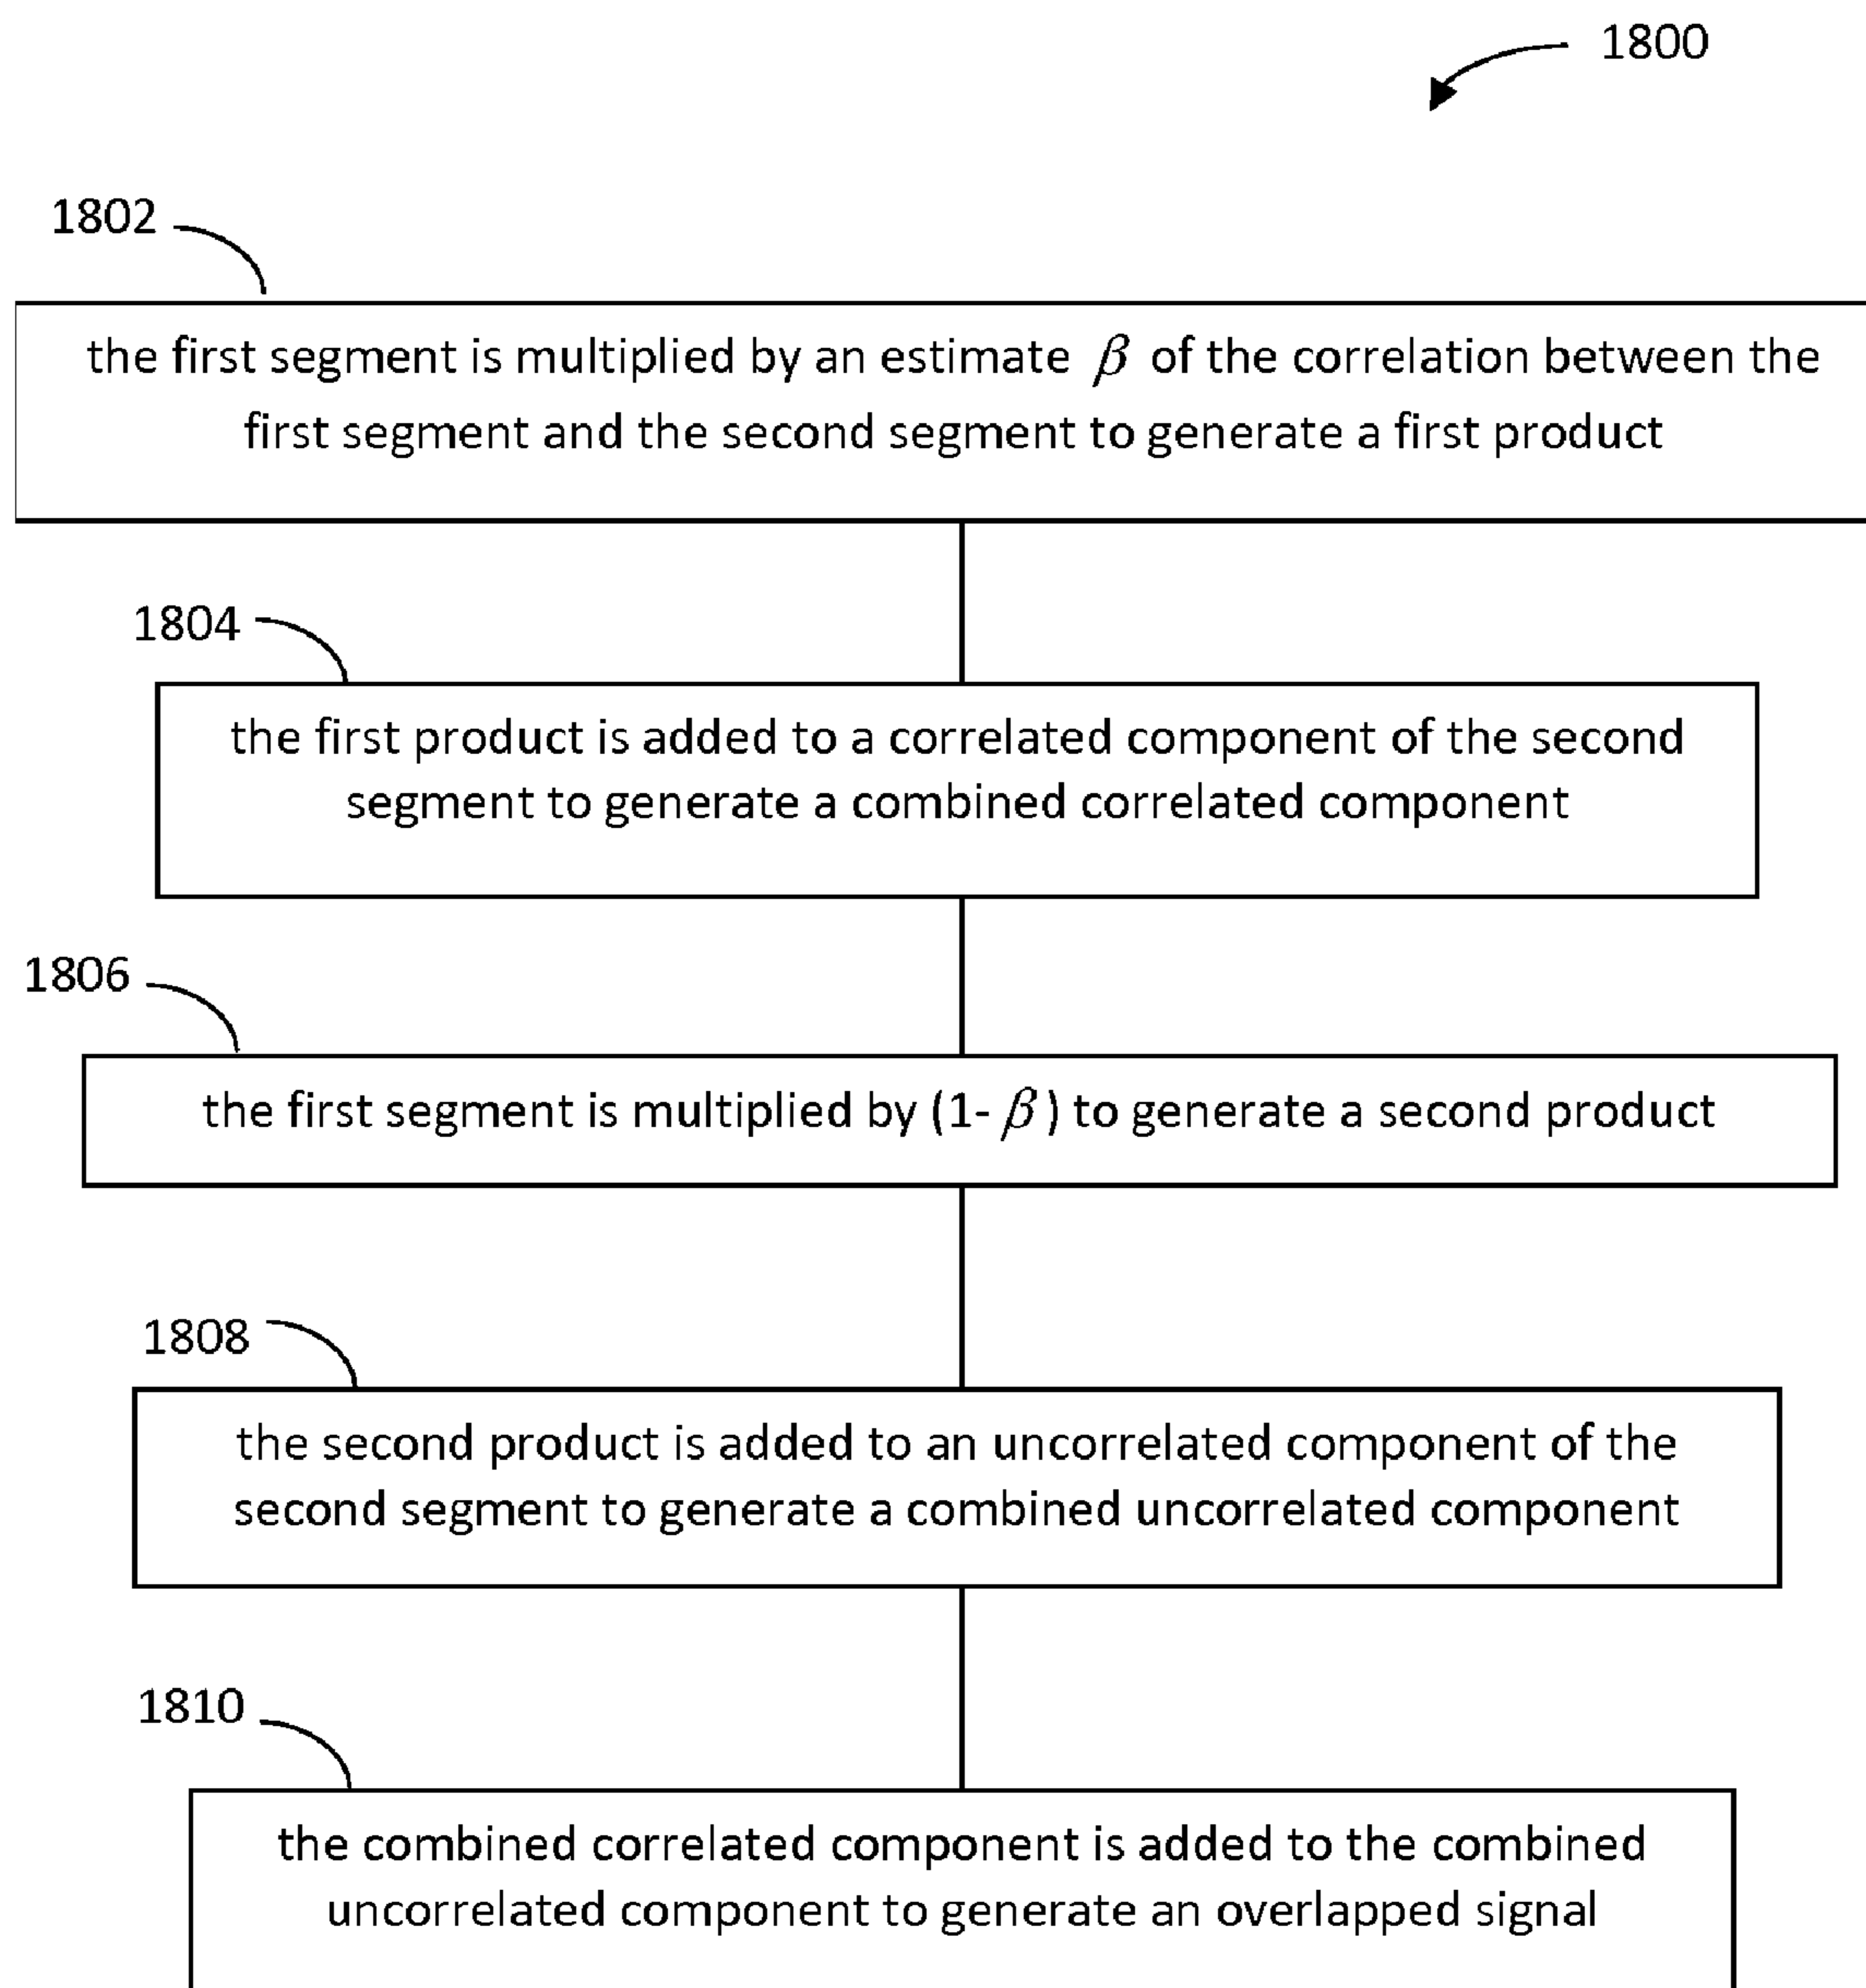 1800
1802
the first segment is multiplied by an estimate β of the correlation between the
first segment and the second segment to generate a first product
1804
the first product is added to a correlated component of the second
segment to generate a combined correlated component
1806
the first segment is multiplied by (1- β) to generate a second product
1808
the second product is added to an uncorrelated component of the
second segment to generate a combined uncorrelated component
1810
the combined correlated component is added to the combined
uncorrelated component to generate an overlapped signal